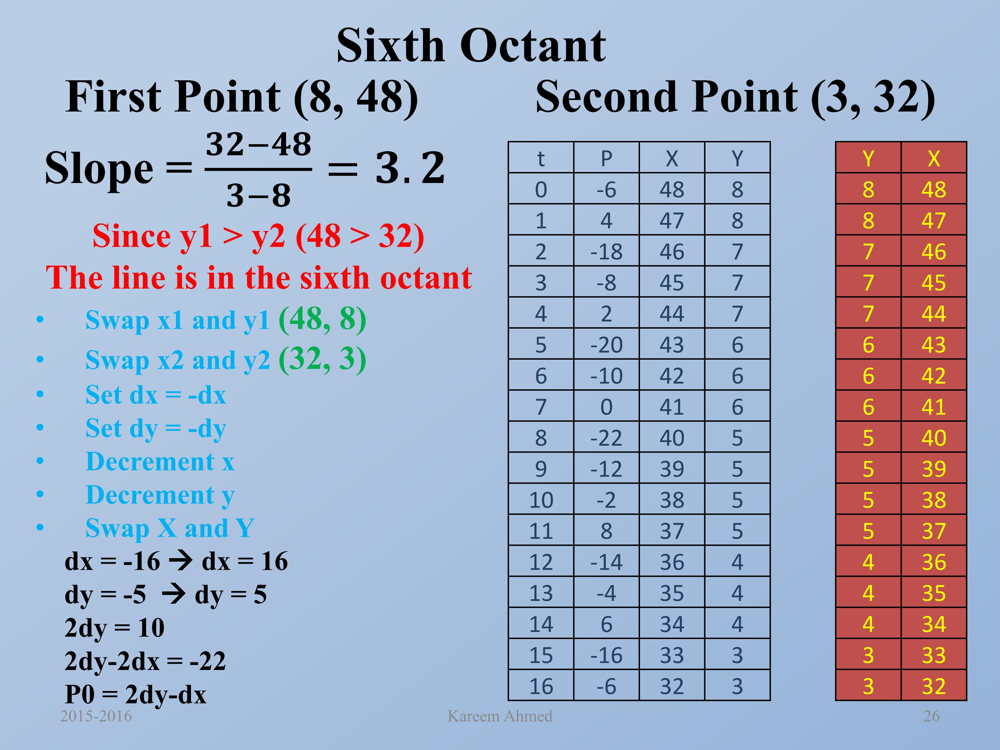 Sixth Octant
First Point (8, 48)
Second Point (3, 32)
Slope = 32−48 / 3−8 = 3.2
Since y1 > y2 (48 > 32)
The line is in the sixth octant
• Swap x1 and y1 (48, 8)
• Swap x2 and y2 (32, 3)
• Set dx = -dx
• Set dy = -dy
• Decrement x
• Decrement y
• Swap X and Y
dx = -16 → dx = 16
dy = -5 → dy = 5
2dy = 10
2dy-2dx = -22
P0 = 2dy-dx
t P X Y
0 -6 48 8
1 4 47 8
2 -18 46 7
3 -8 45 7
4 2 44 7
5 -20 43 6
6 -10 42 6
7 0 41 6
8 -22 40 5
9 -12 39 5
10 -2 38 5
11 8 37 5
12 -14 36 4
13 -4 35 4
14 6 34 4
15 -16 33 3
16 -6 32 3
Y X
8 48
8 47
7 46
7 45
7 44
6 43
6 42
6 41
5 40
5 39
5 38
5 37
4 36
4 35
4 34
3 33
3 32
2015-2016
Kareem Ahmed
26